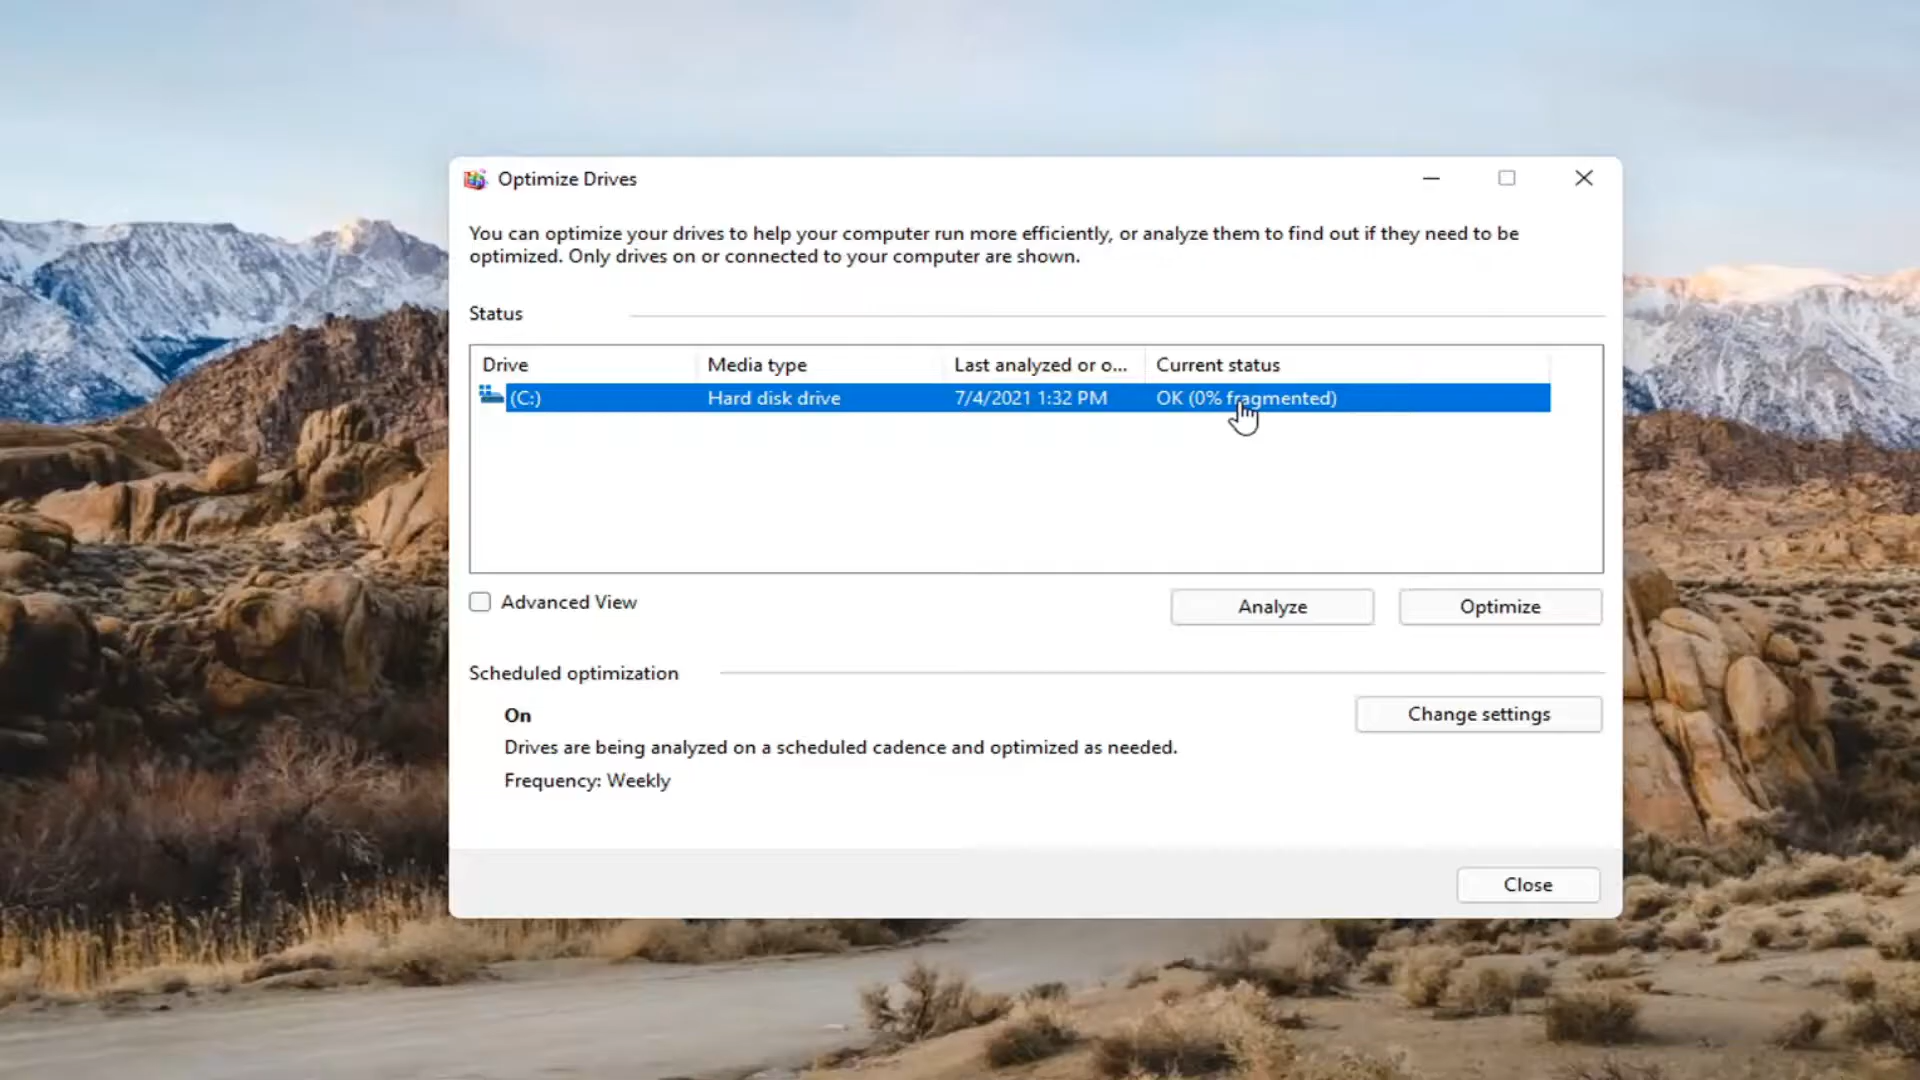 Optimize Drives
You can optimize your drives to help your computer run more efficiently, or analyze them to find out if they need to be
optimized. Only drives on or connected to your computer are shown.
Status
Drive Media type Last analyzed or o... Current status
(C:) Hard disk drive 7/4/2021 1:32 PM OK (0% fragmented)
Advanced View Analyze Optimize
Scheduled optimization
On Change settings
Drives are being analyzed on a scheduled cadence and optimized as needed.
Frequency: Weekly
Close